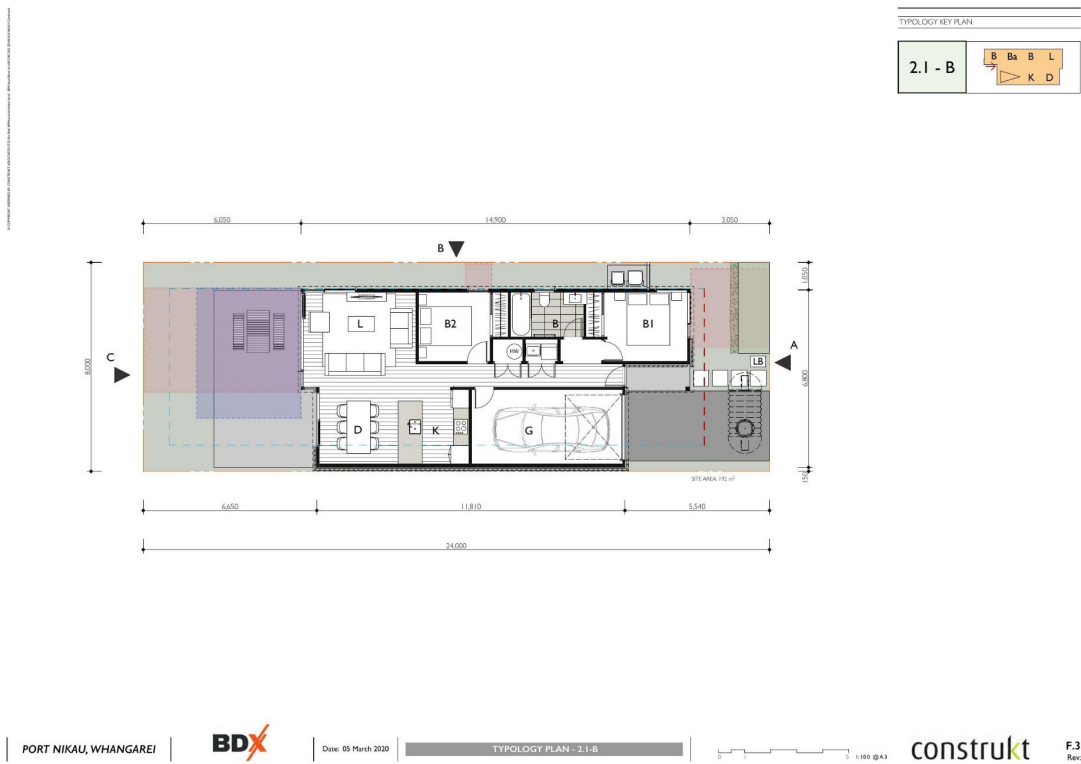 TYPOLOGY KEY PLAN
2.1 - B
B Ba B L
K D
6,050 14,900 3,050
B
1,050
L B2 B B1
HW
C
A
8,000
LB
6,800
D K G
SITE AREA: 192 m²
150
6,650 11,810 5,540
24,000
PORT NIKAU, WHANGAREI
BDX
Date: 05 March 2020
TYPOLOGY PLAN - 2.1-B
0 1 5 1:100 @A3
construkt
F.3
Rev: